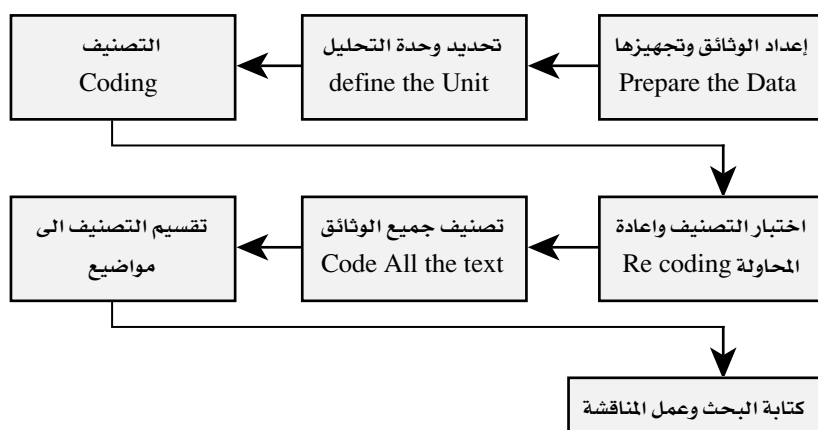 إعداد الوثائق وتجهيزها
Prepare the Data
تحديد وحدة التحليل
define the Unit
التصنيف
Coding
اختبار التصنيف واعادة
المحاولة Re coding
تصنيف جميع الوثائق
Code All the text
تقسيم التصنيف الى
مواضيع
كتابة البحث وعمل المناقشة